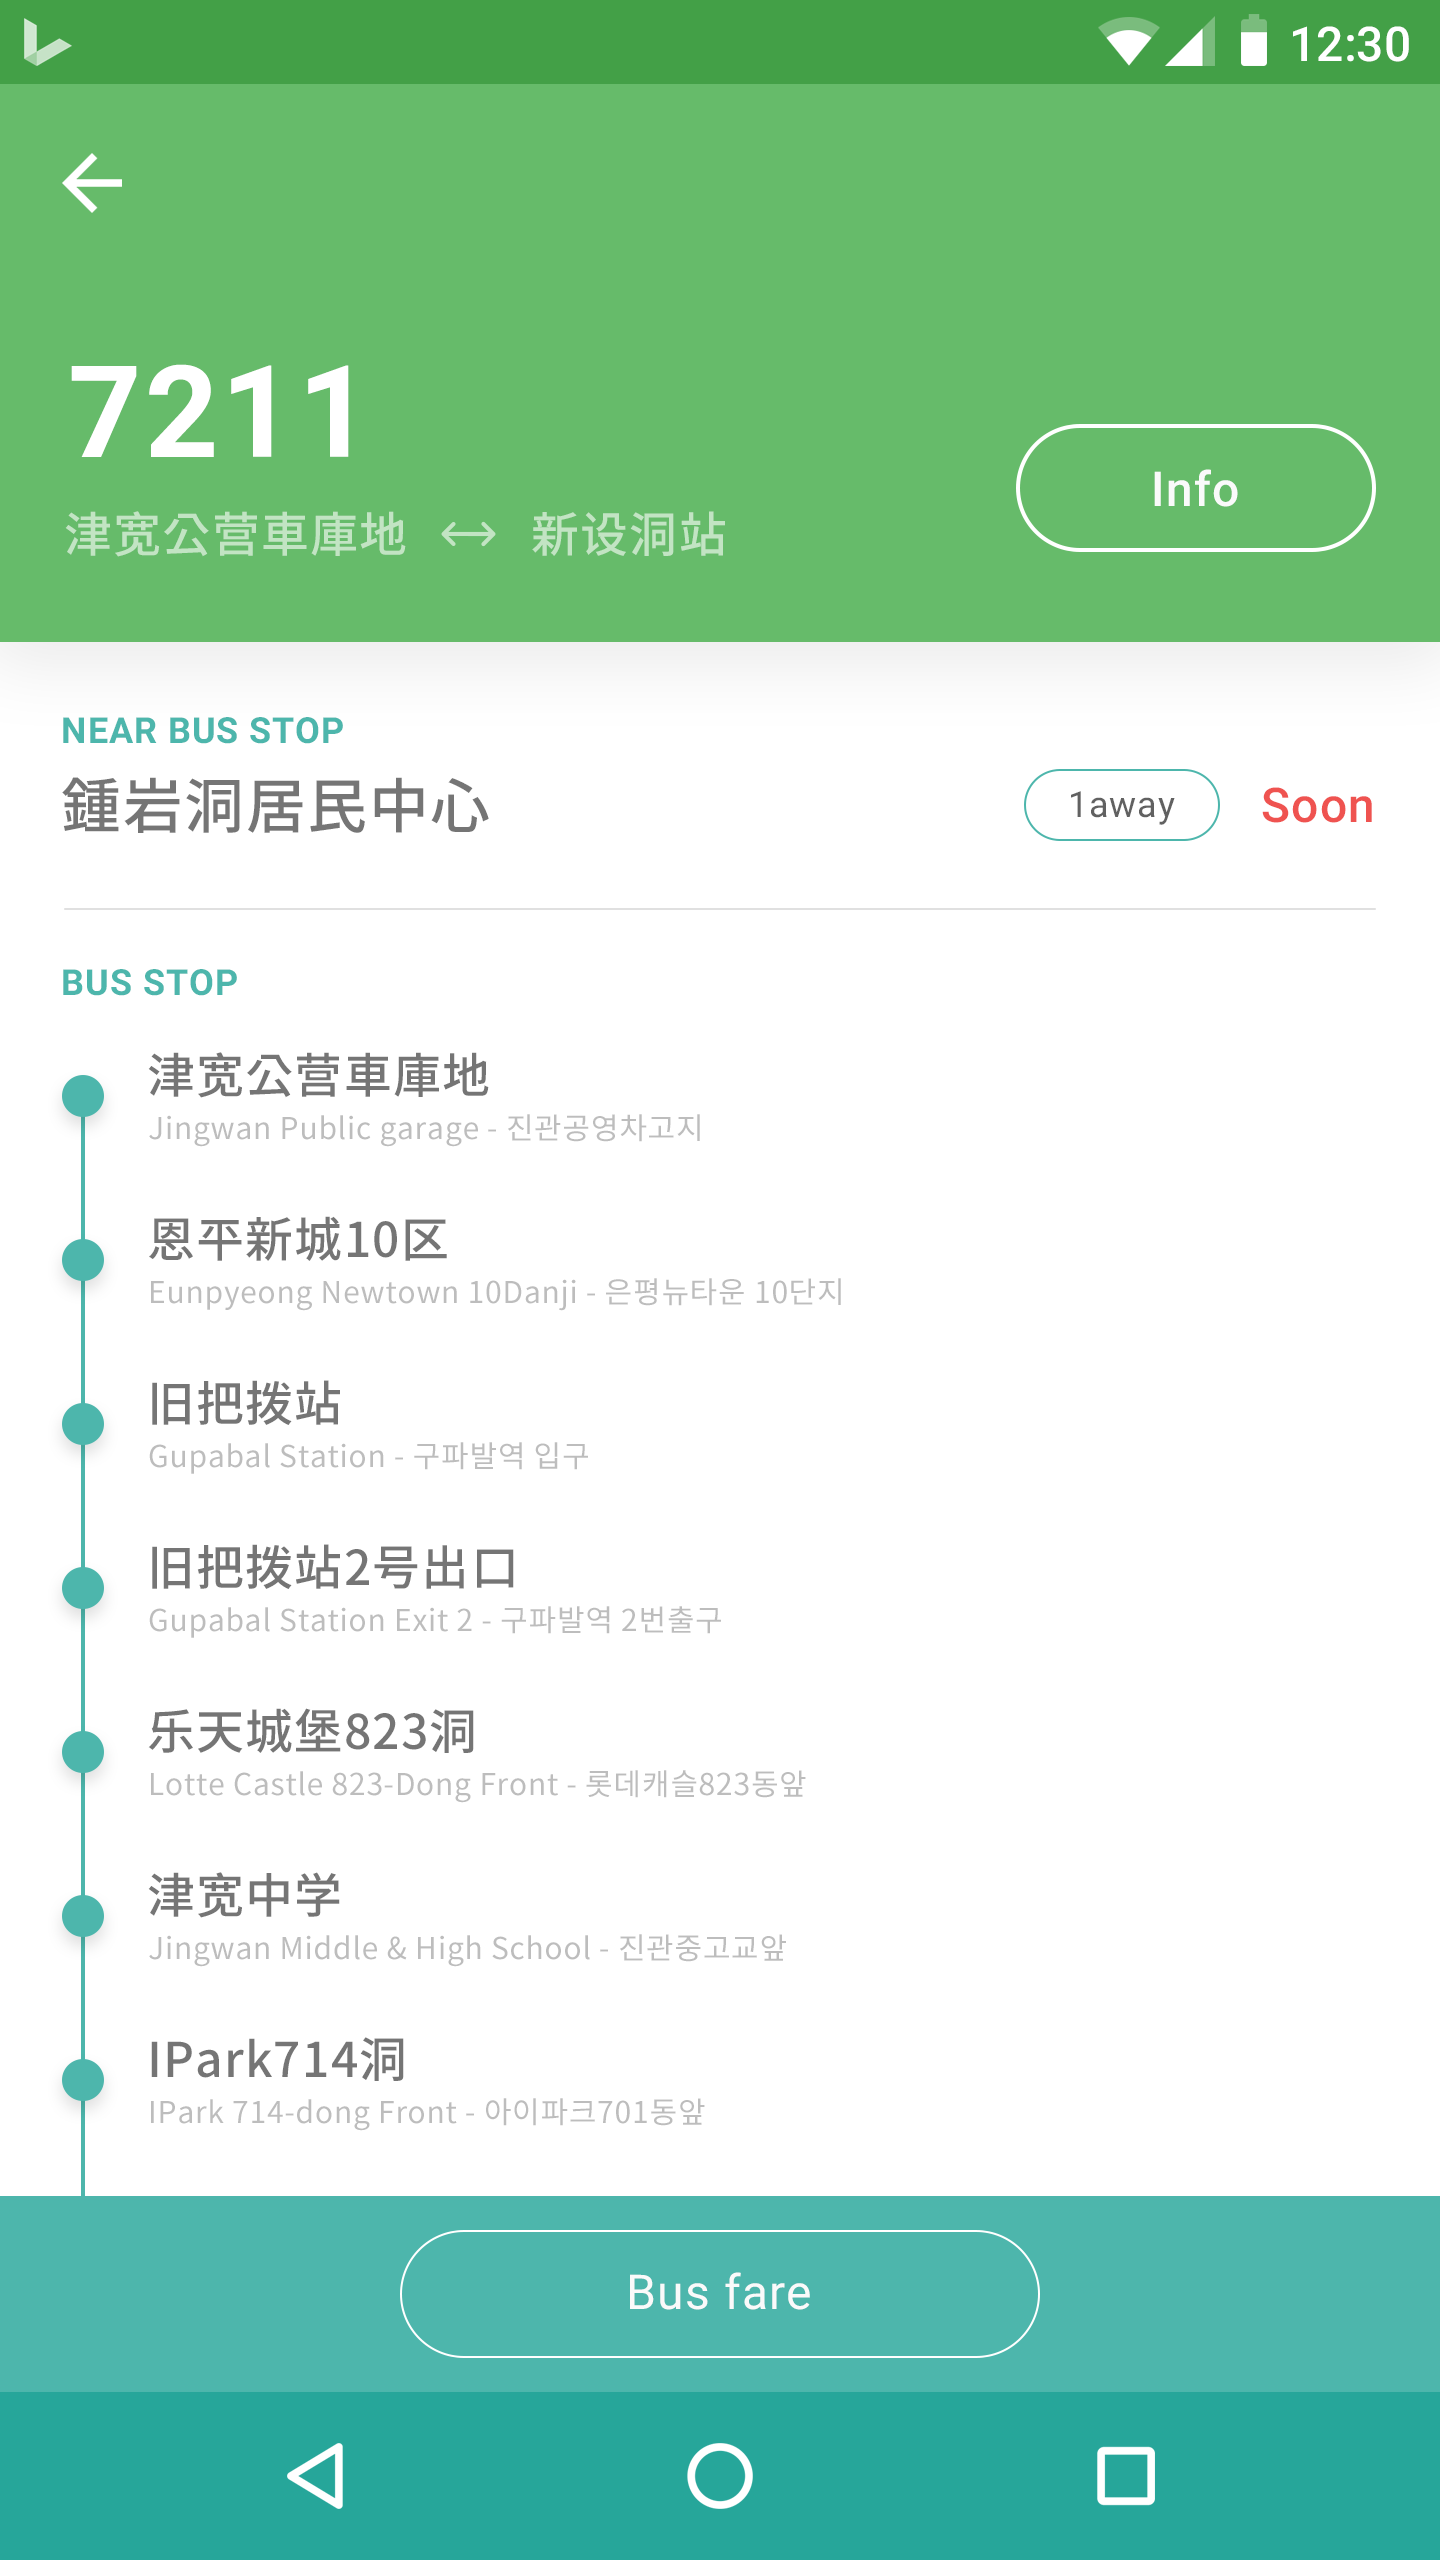 12:30
7211
津宽公营車庫地 ↔ 新设洞站
Info
NEAR BUS STOP
鍾岩洞居民中心
1away
Soon
BUS STOP
津宽公营車庫地
Jingwan Public garage - 진관공영차고지
恩平新城10区
Eunpyeong Newtown 10Danji - 은평뉴타운 10단지
旧把拨站
Gupabal Station - 구파발역 입구
旧把拨站2号出口
Gupabal Station Exit 2 - 구파발역 2번출구
乐天城堡823洞
Lotte Castle 823-Dong Front - 롯데캐슬823동앞
津宽中学
Jingwan Middle & High School - 진관중고교앞
IPark714洞
IPark 714-dong Front - 아이파크701동앞
Bus fare